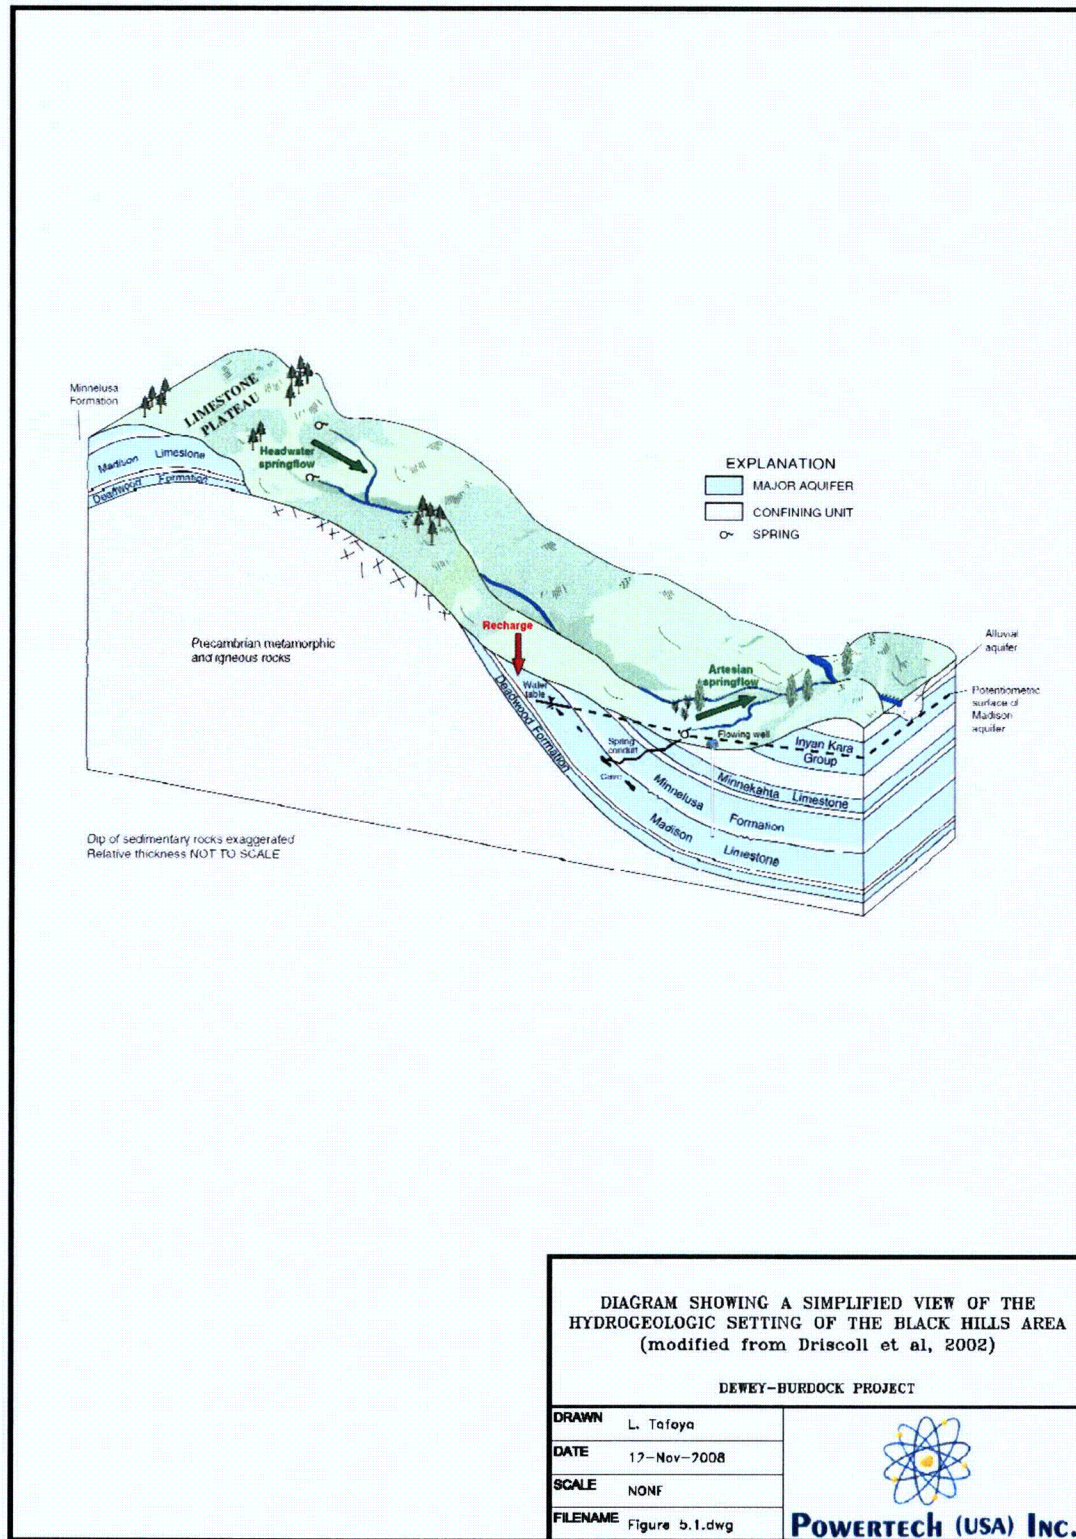 Minnelusa
Formation
LIMESTONE
PLATEAU
Madison Limestone
Deadwood Formation
Headwater
springflow
EXPLANATION
MAJOR AQUIFER
CONFINING UNIT
SPRING
Precambrian metamorphic
and igneous rocks
Recharge
Water
table
Deadwood Formation
Artesian
springflow
Alluvial
aquifer
Potentiometric
surface of
Madison
aquifer
Spring
conduit
Flowing well
Inyan Kara
Group
Cave
Minnekahta Limestone
Minnelusa Formation
Madison Limestone
Dip of sedimentary rocks exaggerated
Relative thickness NOT TO SCALE
DIAGRAM SHOWING A SIMPLIFIED VIEW OF THE
HYDROGEOLOGIC SETTING OF THE BLACK HILLS AREA
(modified from Driscoll et al, 2002)
DEWEY-BURDOCK PROJECT
DRAWN L. Tafoya
DATE 12-Nov-2008
SCALE NONE
FILENAME Figure 5.1.dwg
POWERTECH (USA) INC.